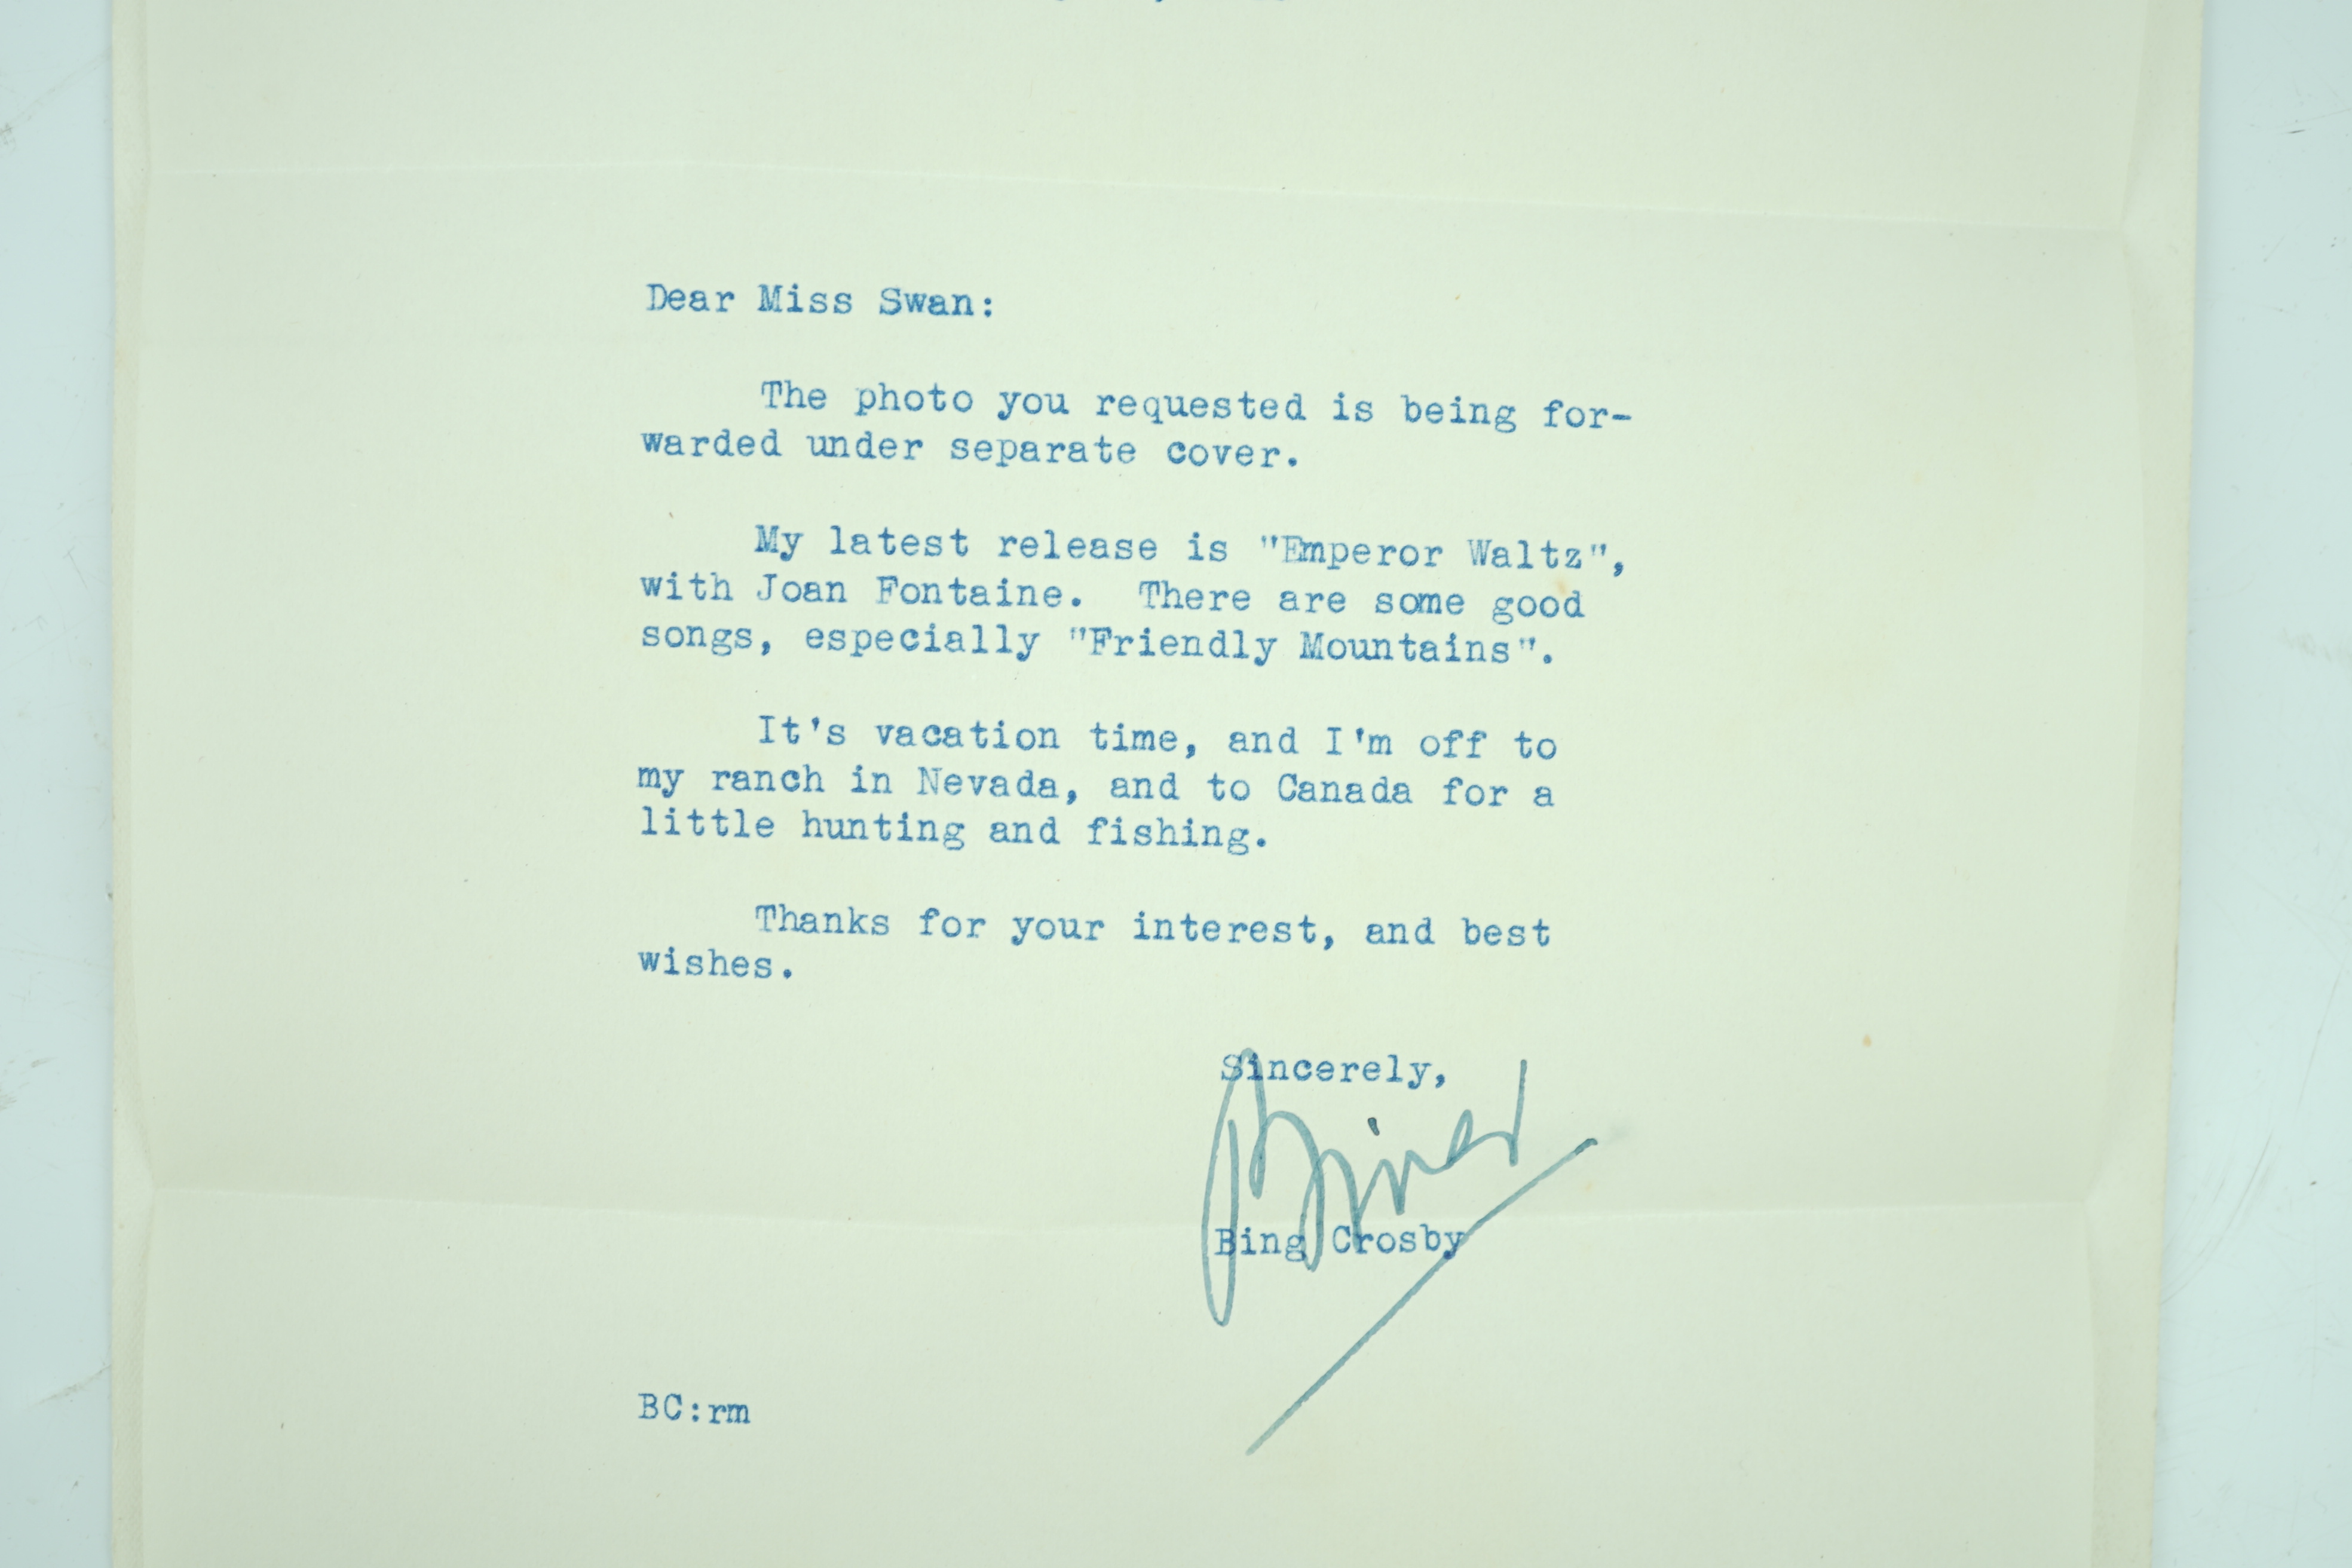 Dear Miss Swan:
The photo you requested is being for-
warded under separate cover.
My latest release is "Emperor Waltz",
with Joan Fontaine. There are some good
songs, especially "Friendly Mountains".
It's vacation time, and I'm off to
my ranch in Nevada, and to Canada for a
little hunting and fishing.
Thanks for your interest, and best
wishes.
Sincerely,
Bing
Bing Crosby
BC:rm